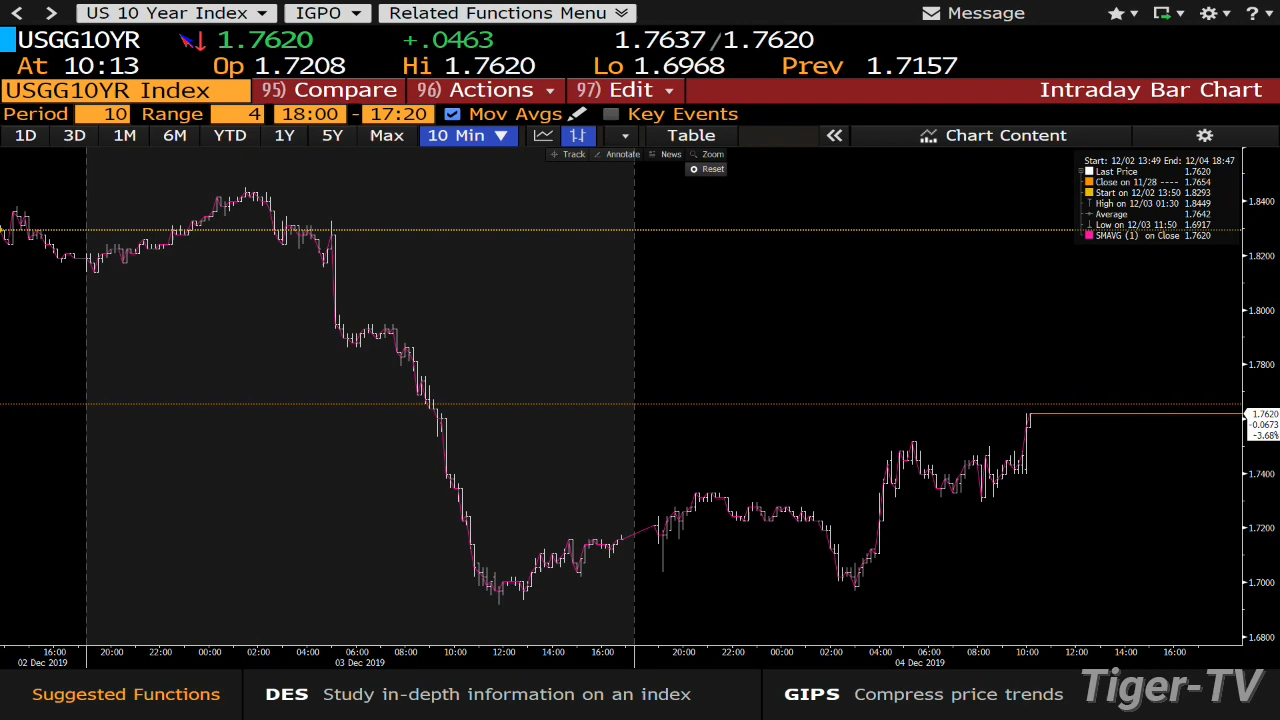 US 10 Year Index IGPO Related Functions Menu Message ?
USGG10YR 1.7620 +.0463 1.7637/1.7620
At 10:13 Op 1.7208 Hi 1.7620 Lo 1.6968 Prev 1.7157
USGG10YR Index 95) Compare 96) Actions 97) Edit Intraday Bar Chart
Period 10 Range 4 18:00 - 17:20 Mov Avgs Key Events
1D 3D 1M 6M YTD 1Y 5Y Max 10 Min Table Chart Content
Track Annotate News Zoom
Reset
Start: 12/02 13:49 End: 12/04 18:47
Last Price 1.7620
Close on 11/28 ---- 1.7654
Start on 12/02 13:50 1.8293
High on 12/03 01:30 1.8449
Average 1.7642
Low on 12/03 11:50 1.6917
SMAVG (1) on Close 1.7620
1.8400
1.8200
1.8000
1.7800
1.7620
-0.0673
-3.68%
1.7400
1.7200
1.7000
1.6800
16:00 20:00 22:00 00:00 02:00 06:00 08:00 10:00 12:00 14:00 16:00 20:00 22:00 00:00 02:00 04:00 06:00 08:00 10:00 12:00 14:00 16:00
02 Dec 2019 03 Dec 2019 04 Dec 2019
Suggested Functions DES Study in-depth information on an index GIPS Compress price trends
Tiger-TV